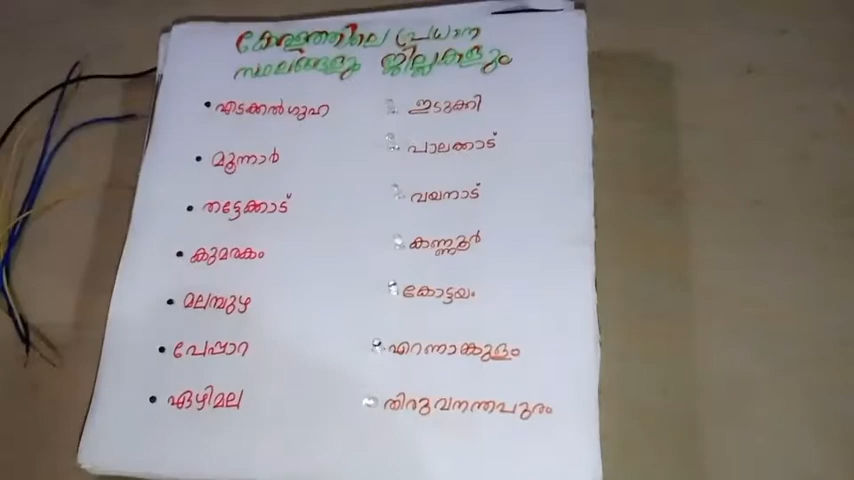 കേരളത്തിലെ പ്രധാന
സ്ഥലങ്ങളും ജില്ലകളും
എടക്കൽഗുഹ ഇടുക്കി
മൂന്നാർ പാലക്കാട്
തട്ടേക്കാട് വയനാട്
കുമരകം കണ്ണൂർ
മലമ്പുഴ കോട്ടയം
പേപ്പാറ എറണാകുളം
ഏഴിമല തിരുവനന്തപുരം